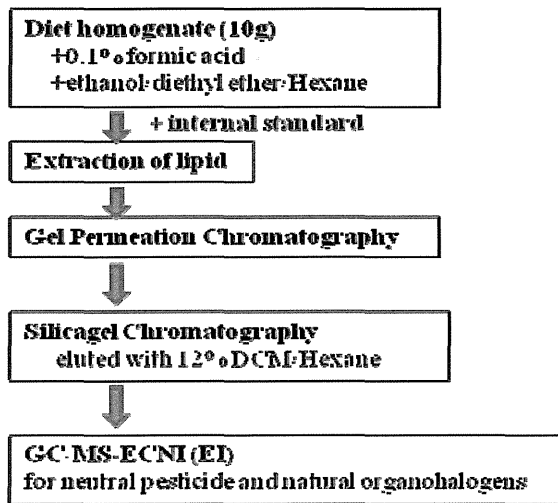 Diet homogenate (10g)
+0.1% formic acid
+ethanol·diethyl ether·Hexane
+ internal standard
Extraction of lipid
Gel Permeation Chromatography
Silicagel Chromatography
eluted with 12% DCM·Hexane
GC-MS-ECNI (EI)
for neutral pesticide and natural organohalogens